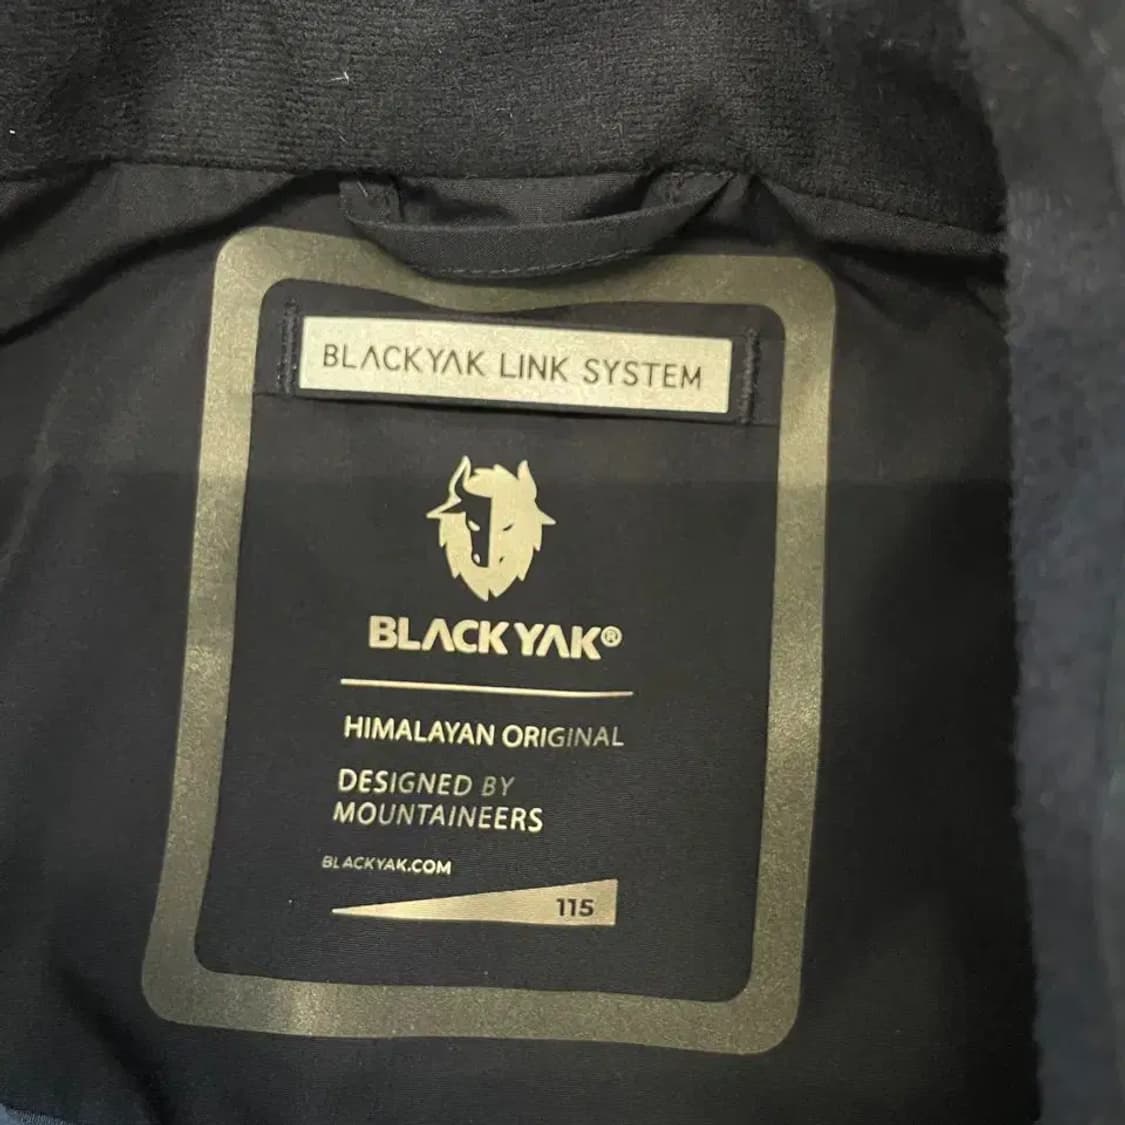 BLACKYAK LINK SYSTEM
BLACKYAK®
HIMALAYAN ORIGINAL
DESIGNED BY
MOUNTAINEERS
BLACKYAK.COM
115